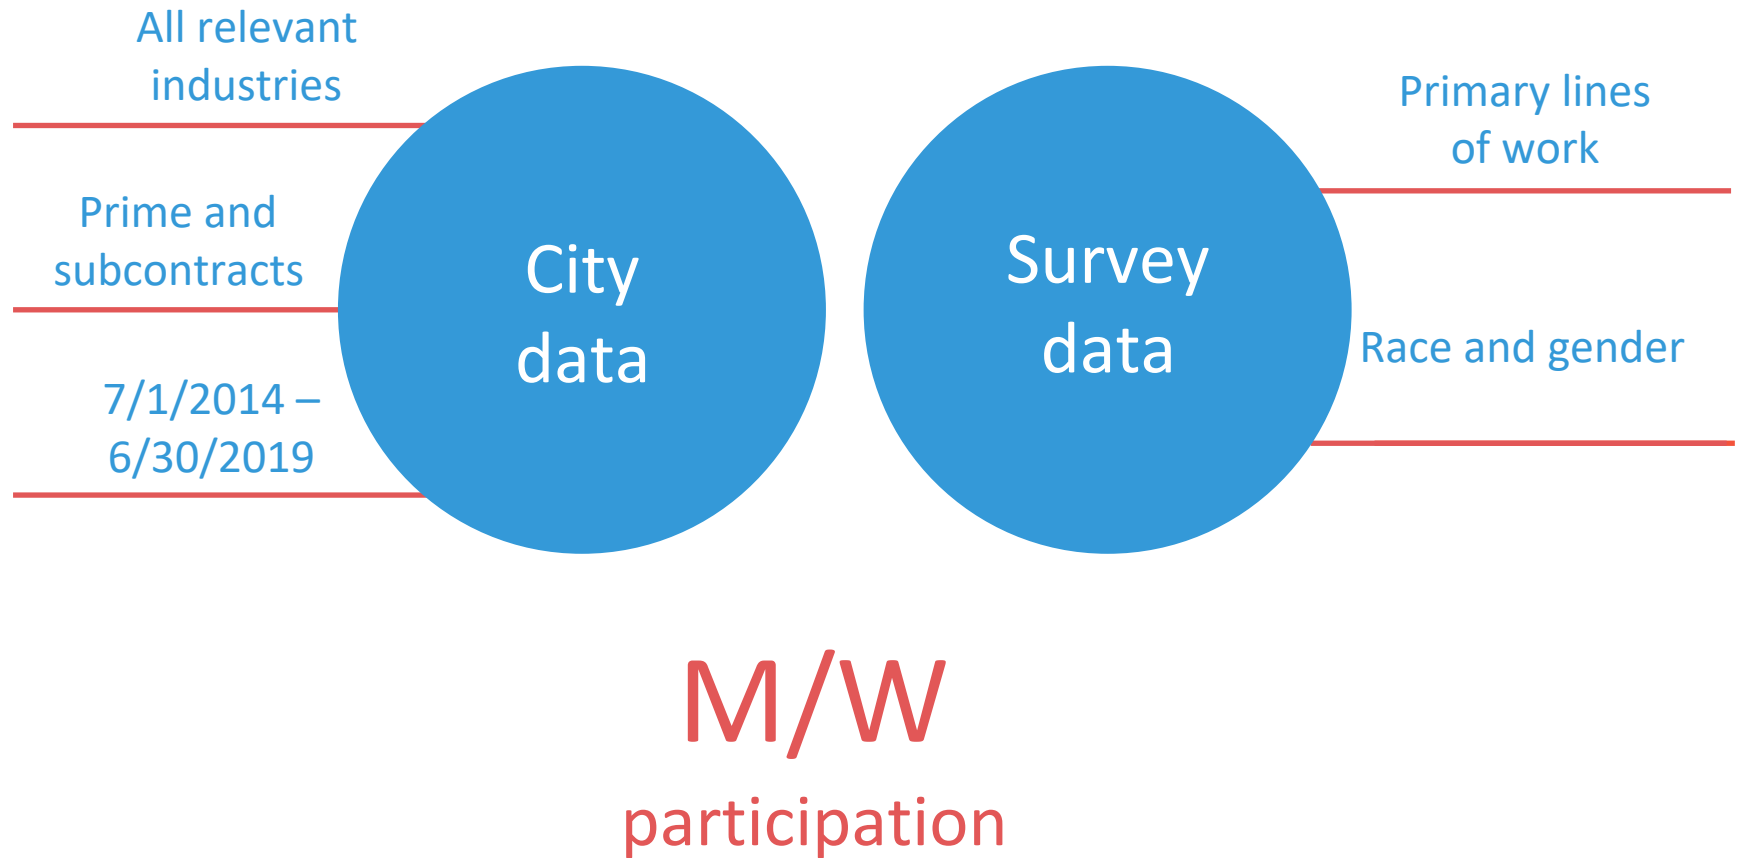 All relevant
industries
Prime and
subcontracts
7/1/2014 –
6/30/2019
City
data
Survey
data
Primary lines
of work
Race and gender
M/W
participation